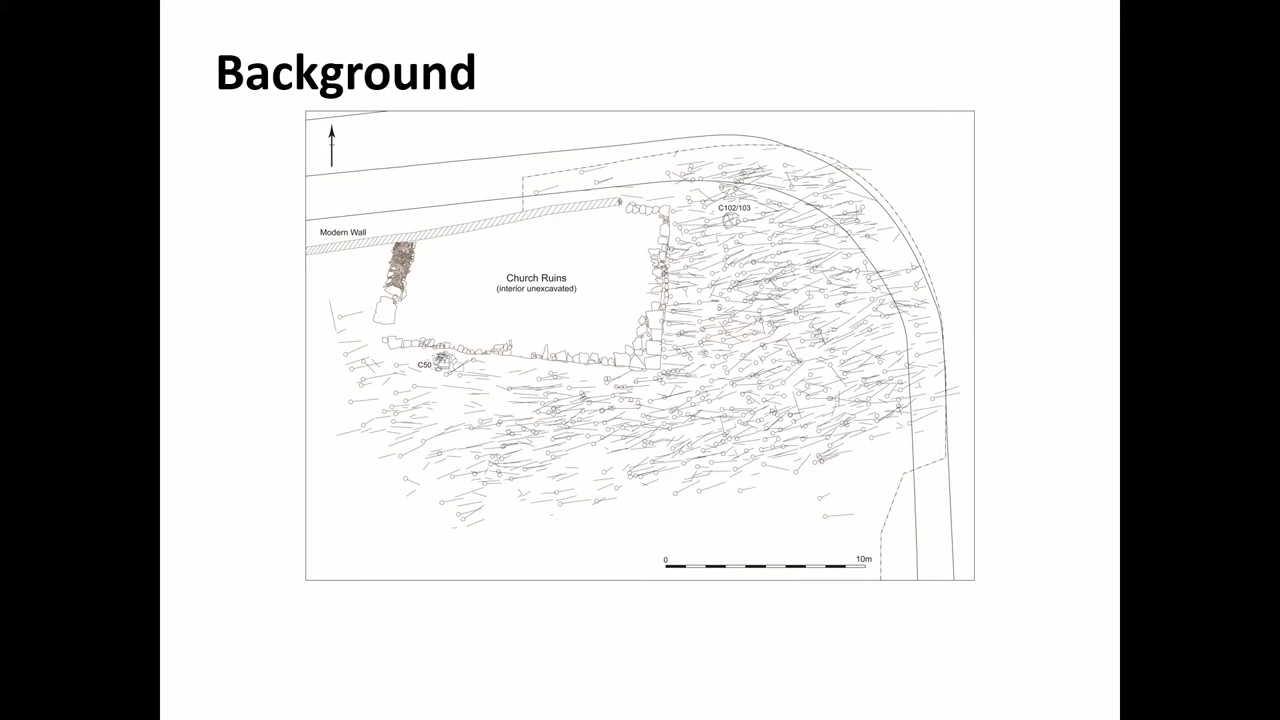 Background
C102/103
Modern Wall
Church Ruins
(interior unexcavated)
C50
0 10m